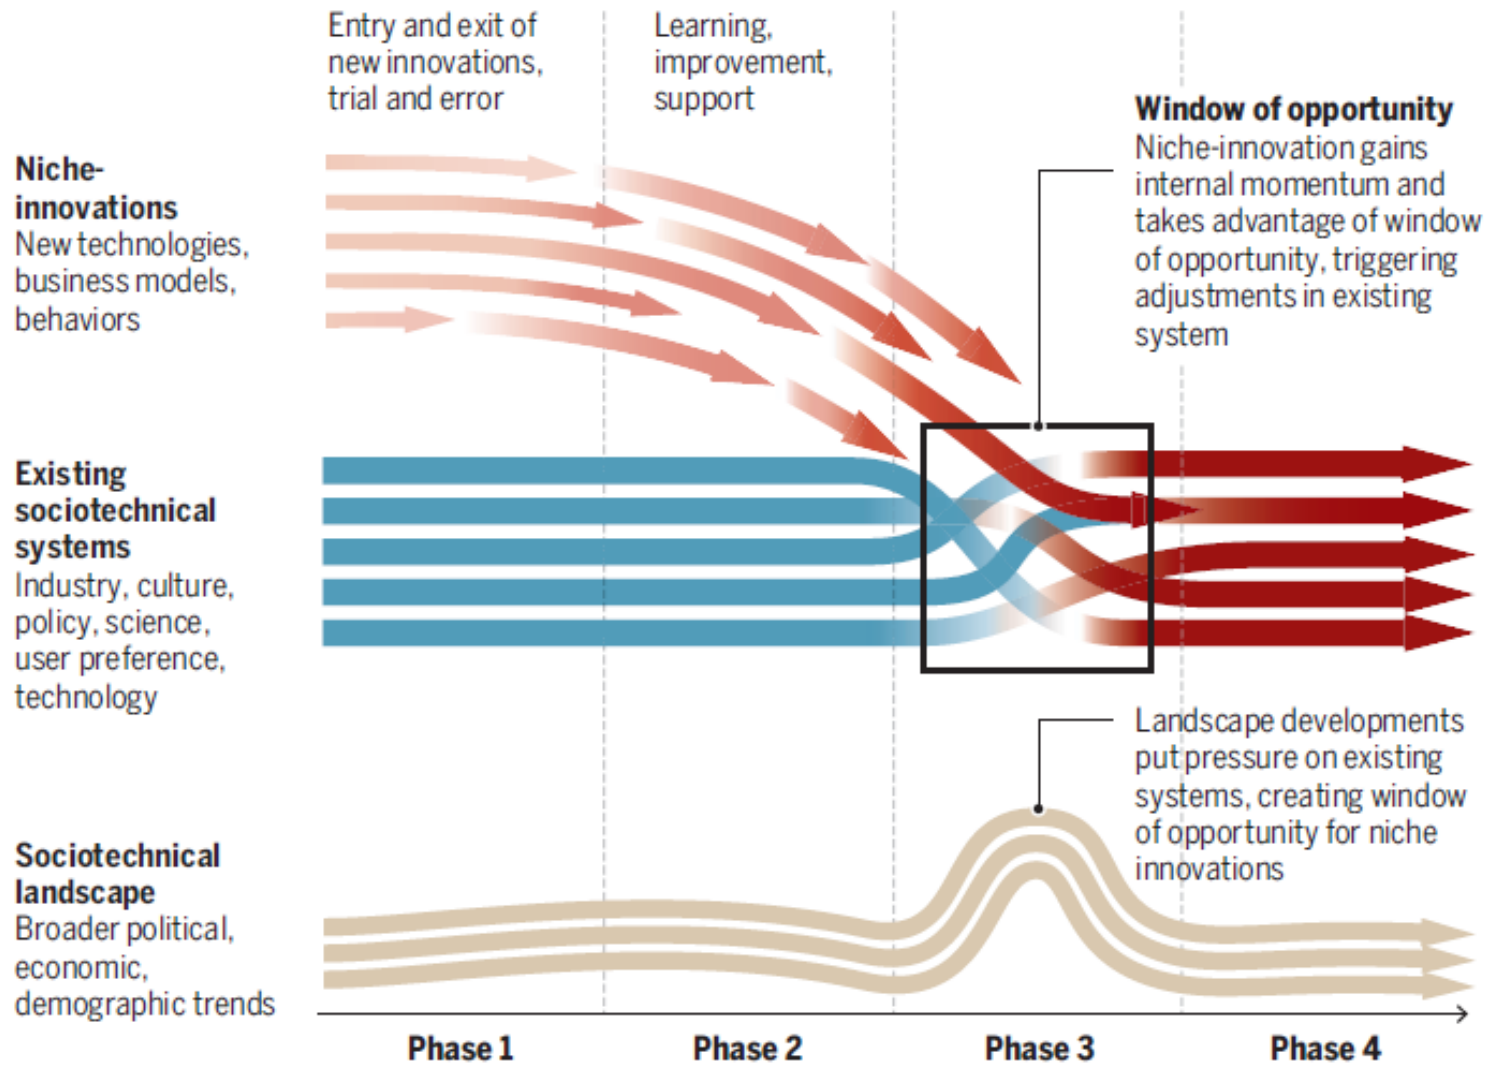 Entry and exit of
new innovations,
trial and error
Learning,
improvement,
support
Window of opportunity
Niche-innovation gains
internal momentum and
takes advantage of window
of opportunity, triggering
adjustments in existing
system
Niche-
innovations
New technologies,
business models,
behaviors
Existing
sociotechnical
systems
Industry, culture,
policy, science,
user preference,
technology
Landscape developments
put pressure on existing
systems, creating window
of opportunity for niche
innovations
Sociotechnical
landscape
Broader political,
economic,
demographic trends
Phase 1
Phase 2
Phase 3
Phase 4